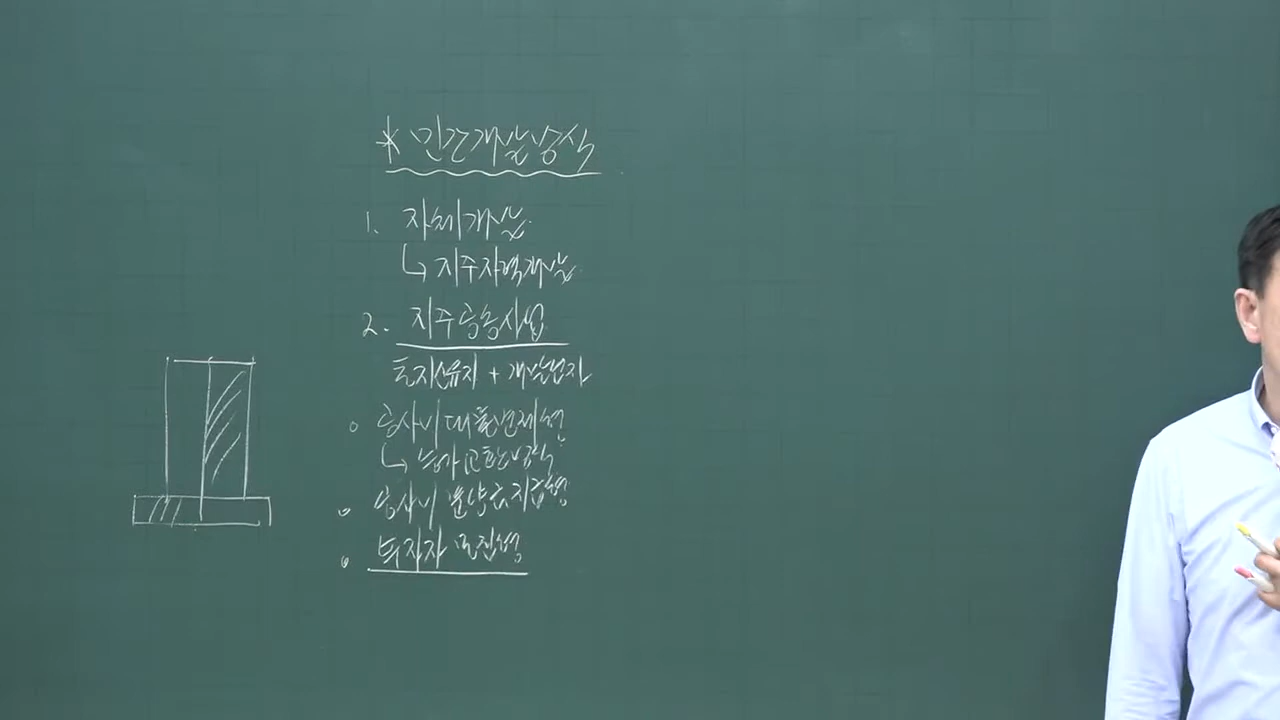 * 민간개발방식
1. 자체개발
↳ 지주자력개발
2. 지주공동사업
토지소유자 + 개발업자
○ 공사비 대물변제형
↳ 등가교환방식
○ 공사비 분양금지급형
○ 투자자 모집형